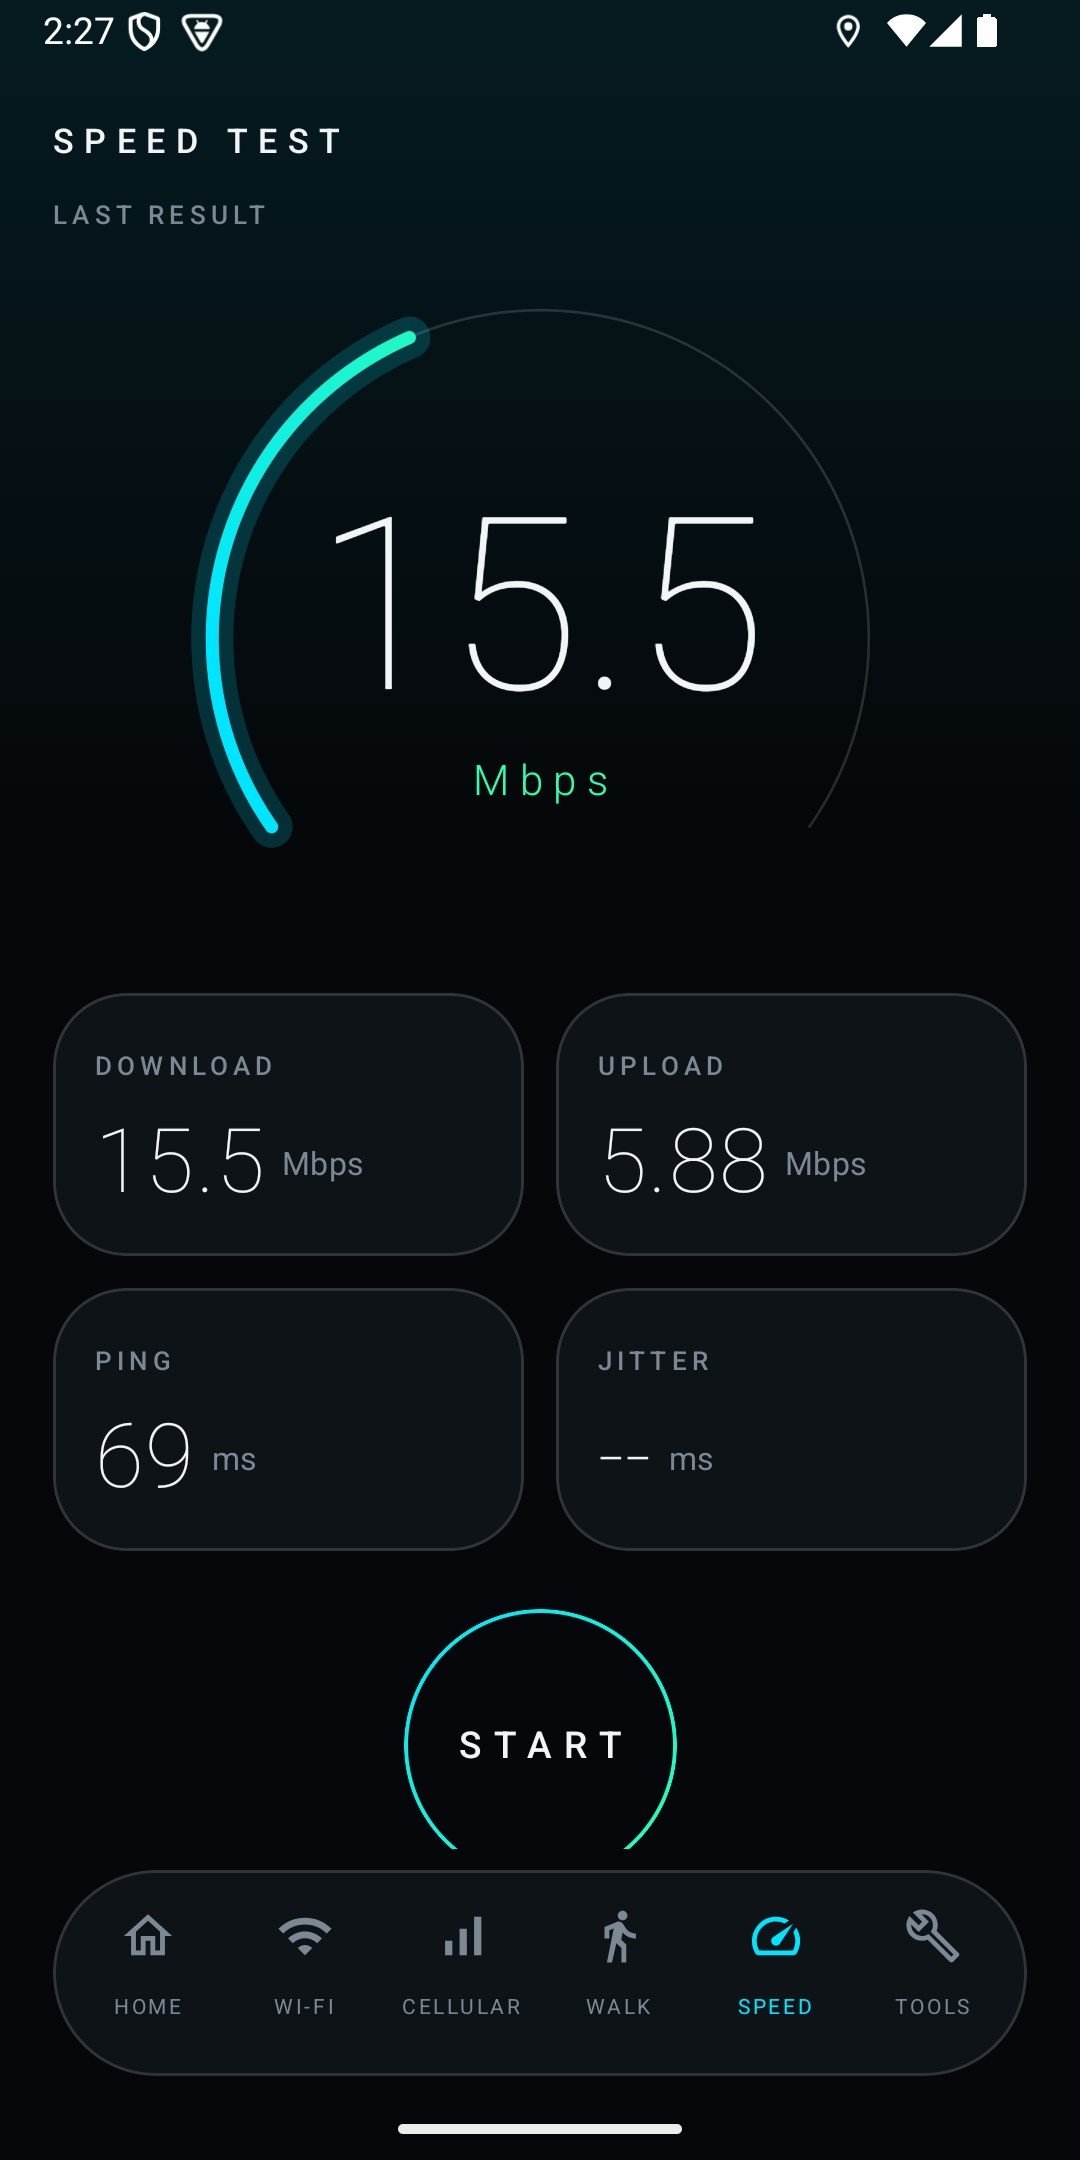 2:27
SPEED TEST
LAST RESULT
15.5
Mbps
DOWNLOAD
15.5 Mbps
UPLOAD
5.88 Mbps
PING
69 ms
JITTER
-- ms
START
HOME
WI-FI
CELLULAR
WALK
SPEED
TOOLS